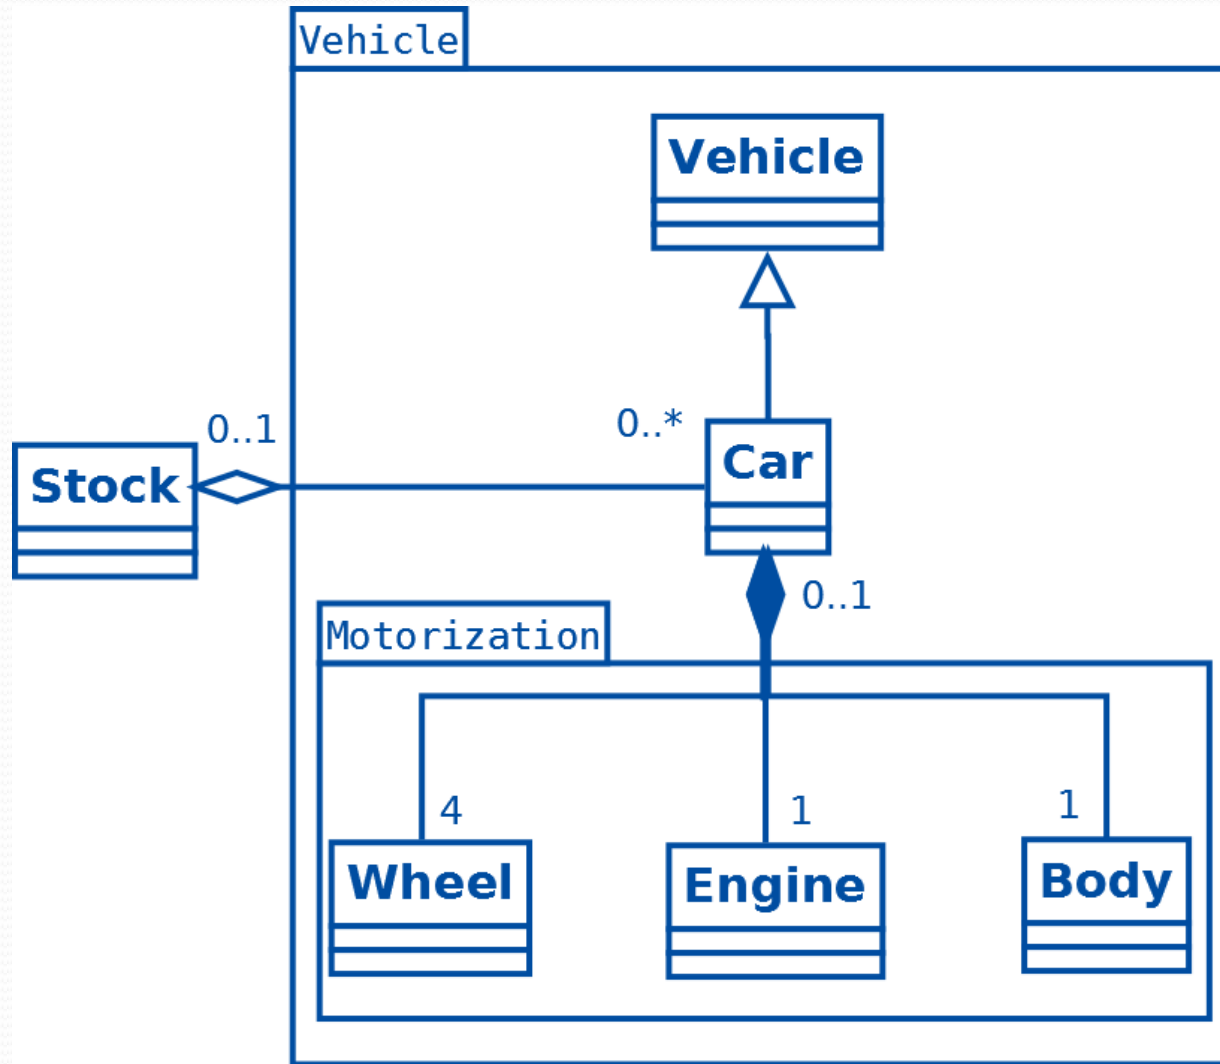 Vehicle
Vehicle
0..1
0..*
Stock
Car
0..1
Motorization
4
1
1
Wheel
Engine
Body